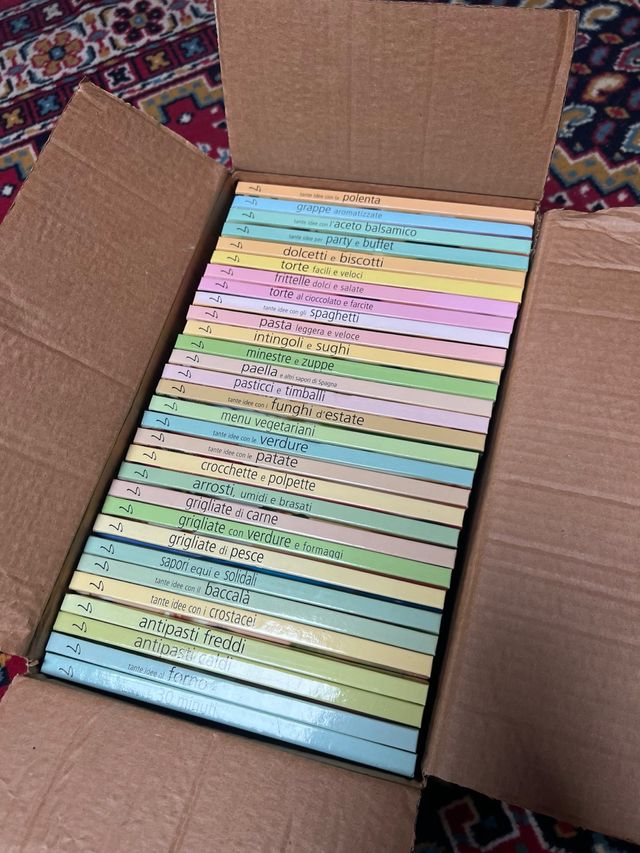 tante idee con la polenta
grappe aromatizzate
tante idee con l'aceto balsamico
tante idee per party e buffet
dolcetti e biscotti
torte facili e veloci
frittelle dolci e salate
torte al cioccolato e farcite
tante idee con gli spaghetti
pasta leggera e veloce
intingoli e sughi
minestre e zuppe
paella e altri sapori di Spagna
pasticci e timballi
tante idee con i funghi d'estate
menu vegetariani
tante idee con le verdure
tante idee con le patate
crocchette e polpette
arrosti, umidi e brasati
grigliate di carne
grigliate con verdure e formaggi
grigliate di pesce
sapori equi e solidali
tante idee con il baccalà
tante idee con i crostacei
antipasti freddi
antipasti caldi
tante idee al forno
30 minuti